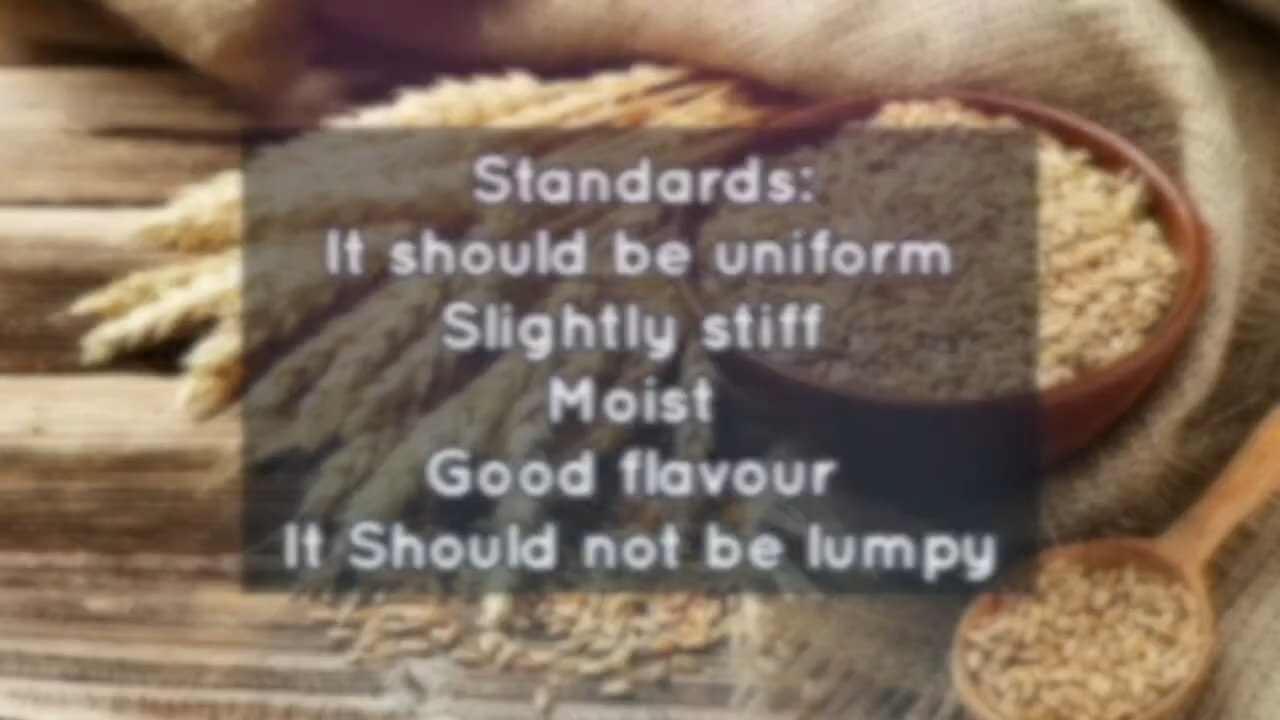 Standards:
It should be uniform
Slightly stiff
Moist
Good flavour
It Should not be lumpy